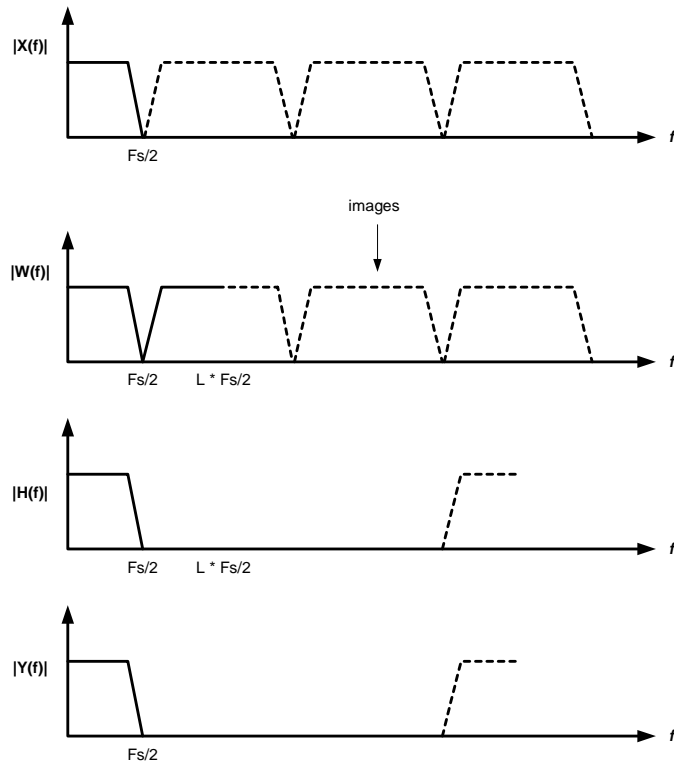 |X(f)|
f
Fs/2
images
|W(f)|
f
Fs/2 L * Fs/2
|H(f)|
f
Fs/2 L * Fs/2
|Y(f)|
f
Fs/2